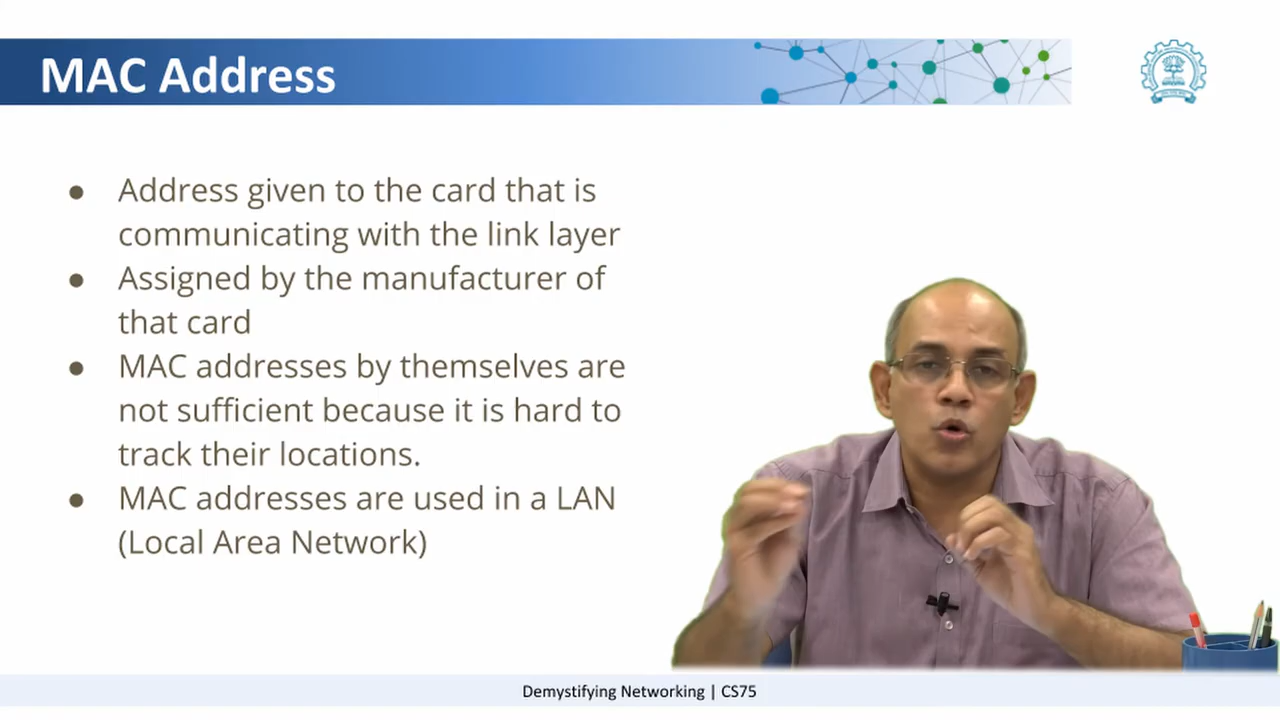 MAC Address
● Address given to the card that is
communicating with the link layer
● Assigned by the manufacturer of
that card
● MAC addresses by themselves are
not sufficient because it is hard to
track their locations.
● MAC addresses are used in a LAN
(Local Area Network)
Demystifying Networking | CS75